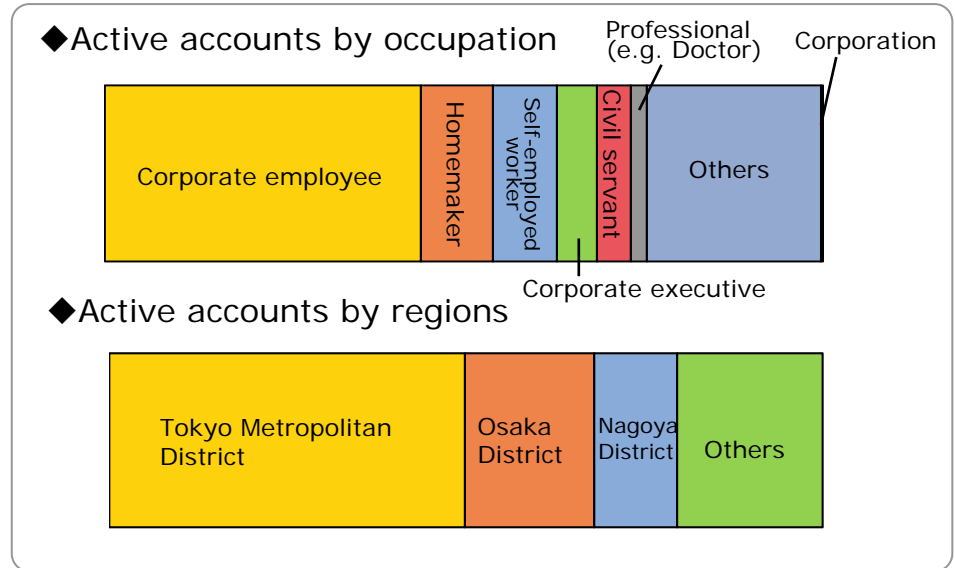 ◆Active accounts by occupation
Professional
(e.g. Doctor)
Corporation
Corporate employee
Homemaker
Self-employed
worker
Civil servant
Others
Corporate executive
◆Active accounts by regions
Tokyo Metropolitan
District
Osaka
District
Nagoya
District
Others